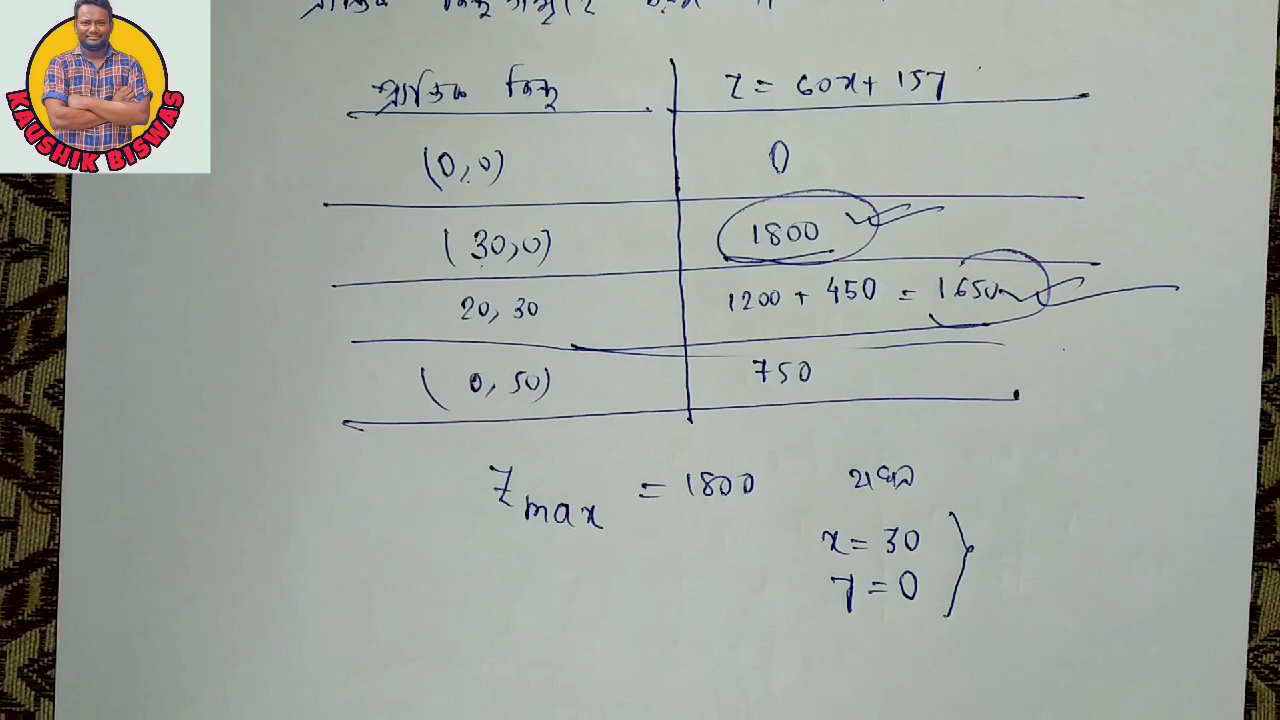 KAUSHIK BISWAS
প্রান্তিক বিন্দু Z = 60x + 15y
(0,0) 0
(30,0) 1800
20, 30 1200 + 450 = 1650
(0, 50) 750
Zmax = 1800 যখন
x = 30
y = 0